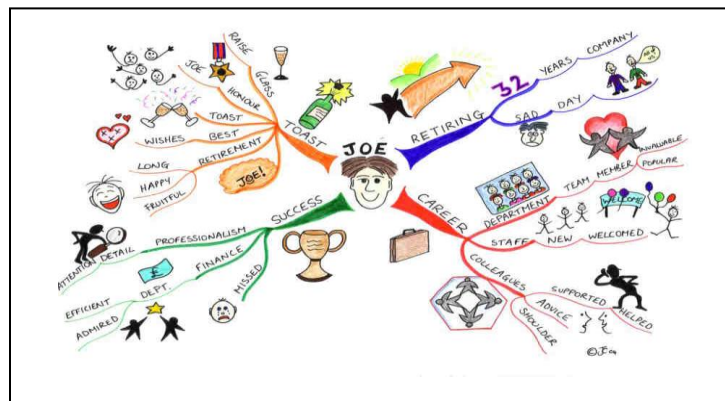 JOE
RETIRING
32
YEARS
COMPANY
SAD
DAY
CAREER
DEPARTMENT
TEAM MEMBER
INVALUABLE
POPULAR
STAFF
NEW
WELCOMED
WELCOME
COLLEAGUES
SUPPORTED
HELPED
ADVICE
SHOULDER
SUCCESS
PROFESSIONALISM
ATTENTION DETAIL
FINANCE
DEPT.
EFFICIENT
ADMIRED
£
MISSED
TOAST
RAISE
GLASS
JOE
HONOUR
TOAST
BEST
WISHES
RETIREMENT
LONG
HAPPY
FRUITFUL
JOE!